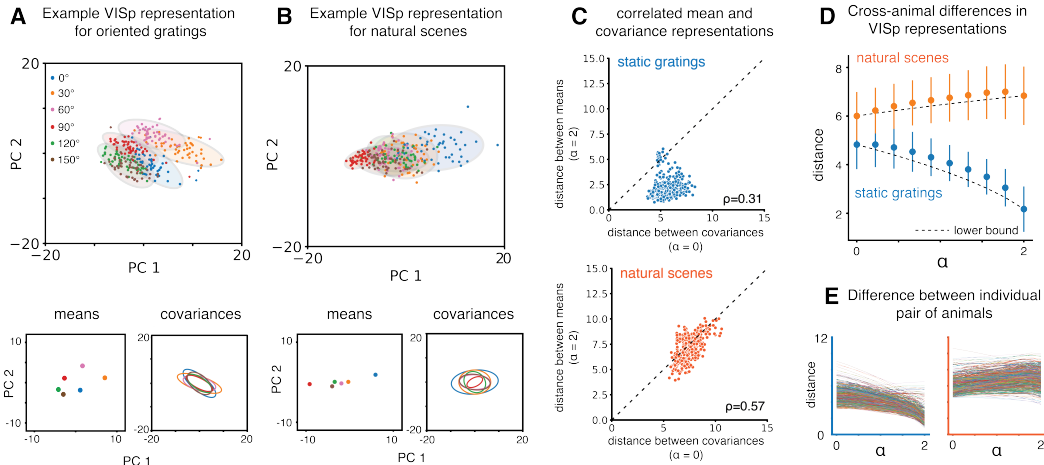 A
Example VISp representation
for oriented gratings
20
0°
30°
60°
90°
120°
150°
PC 2
−20
−20
20
PC 1
means
10
PC 2
-10
-10
10
covariances
20
-20
-20
20
PC 1
B
Example VISp representation
for natural scenes
20
PC 2
−20
−20
20
PC 1
means
10
PC 2
-10
-10
10
covariances
20
-20
-20
20
PC 1
C
correlated mean and
covariance representations
static gratings
15.0
12.5
10.0
7.5
5.0
2.5
0.0
distance between means
(α = 2)
ρ=0.31
0
5
10
15
distance between covariances
(α = 0)
natural scenes
15.0
12.5
10.0
7.5
5.0
2.5
0.0
distance between means
(α = 2)
ρ=0.57
0
5
10
15
distance between covariances
(α = 0)
D
Cross-animal differences in
VISp representations
natural scenes
8
6
4
2
distance
static gratings
lower bound
0
2
α
E
Difference between individual
pair of animals
12
distance
0
0
2
α
0
2
α